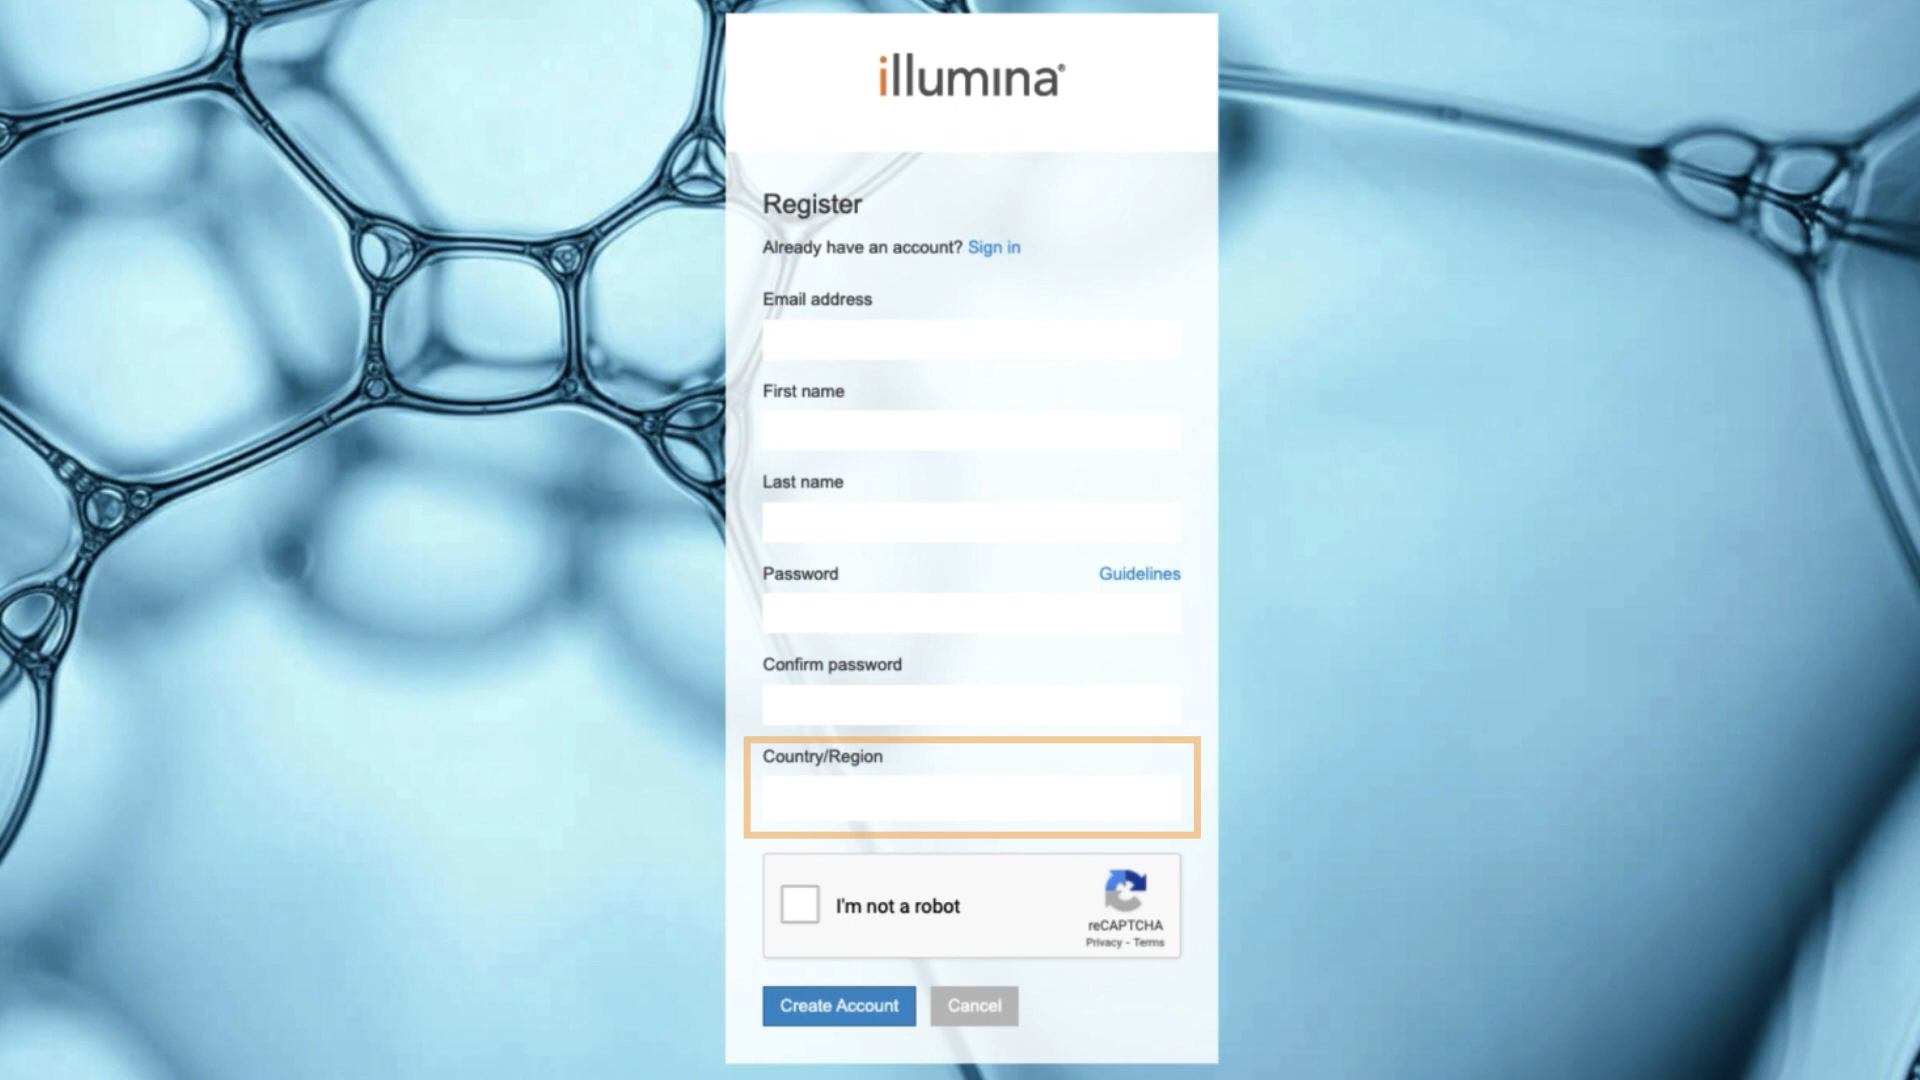 illumina®
Register
Already have an account? Sign in
Email address
First name
Last name
Password Guidelines
Confirm password
Country/Region
I'm not a robot
reCAPTCHA
Privacy - Terms
Create Account Cancel